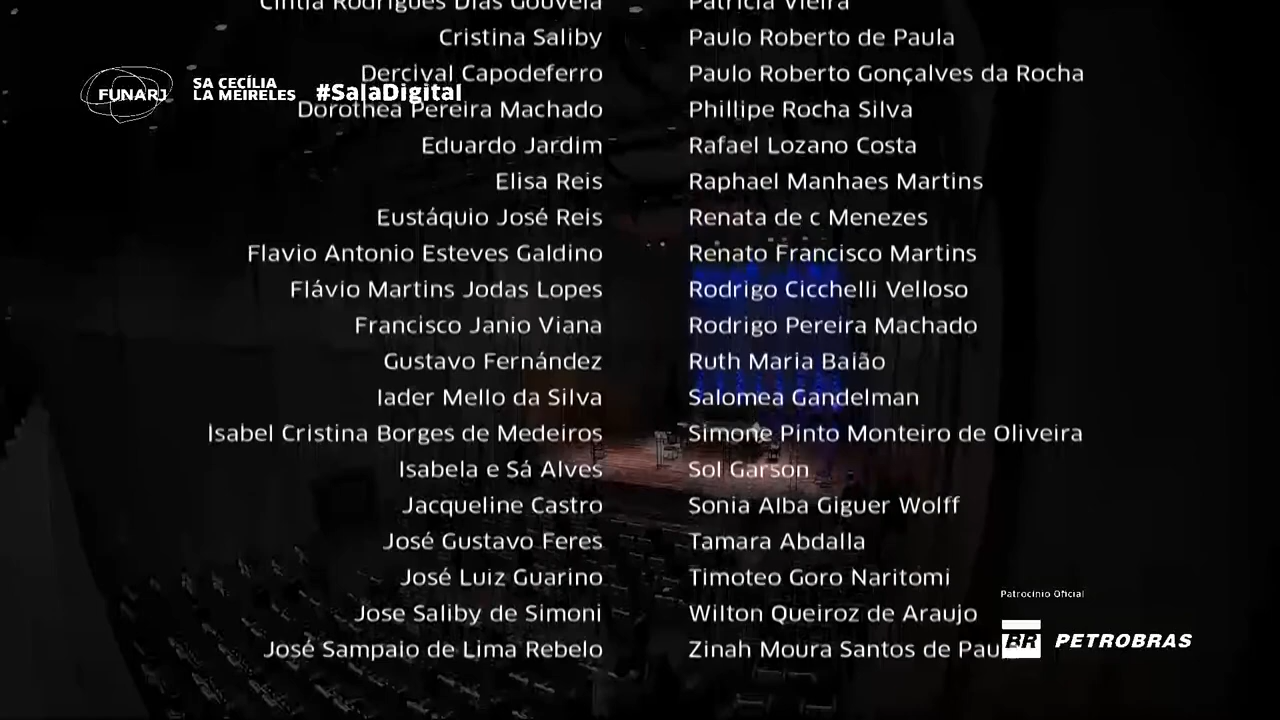 Cíntia Rodrigues Dias Gouveia
Cristina Saliby
Dercival Capodeferro
Dorothea Pereira Machado
Eduardo Jardim
Elisa Reis
Eustáquio José Reis
Flavio Antonio Esteves Galdino
Flávio Martins Jodas Lopes
Francisco Janio Viana
Gustavo Fernández
Iader Mello da Silva
Isabel Cristina Borges de Medeiros
Isabela e Sá Alves
Jacqueline Castro
José Gustavo Feres
José Luiz Guarino
Jose Saliby de Simoni
José Sampaio de Lima Rebelo
Patricia Vieira
Paulo Roberto de Paula
Paulo Roberto Gonçalves da Rocha
Phillipe Rocha Silva
Rafael Lozano Costa
Raphael Manhaes Martins
Renata de c Menezes
Renato Francisco Martins
Rodrigo Cicchelli Velloso
Rodrigo Pereira Machado
Ruth Maria Baião
Salomea Gandelman
Simone Pinto Monteiro de Oliveira
Sol Garson
Sonia Alba Giguer Wolff
Tamara Abdalla
Timoteo Goro Naritomi
Wilton Queiroz de Araujo
Zinah Moura Santos de Pau
FUNARJ
SA CECÍLIA
LA MEIRELES
#SalaDigital
Patrocínio Oficial
BR PETROBRAS